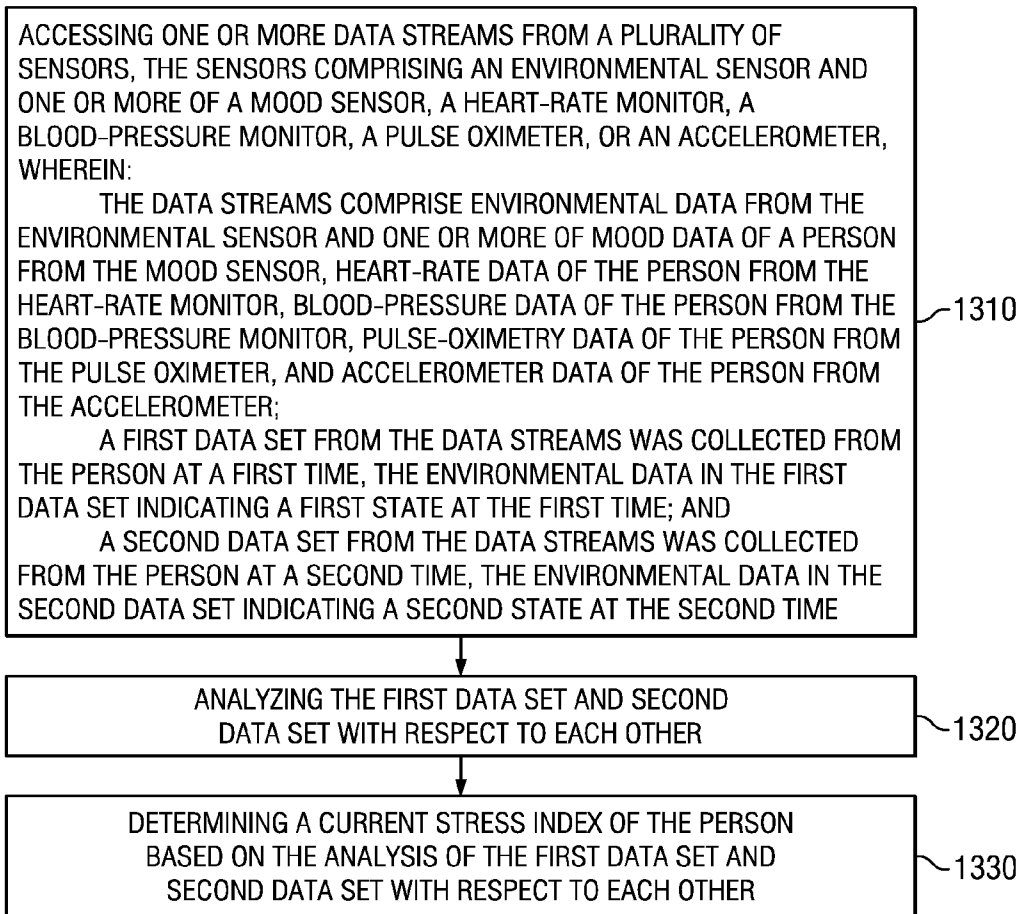 ACCESSING ONE OR MORE DATA STREAMS FROM A PLURALITY OF
SENSORS, THE SENSORS COMPRISING AN ENVIRONMENTAL SENSOR AND
ONE OR MORE OF A MOOD SENSOR, A HEART-RATE MONITOR, A
BLOOD-PRESSURE MONITOR, A PULSE OXIMETER, OR AN ACCELEROMETER,
WHEREIN:
THE DATA STREAMS COMPRISE ENVIRONMENTAL DATA FROM THE
ENVIRONMENTAL SENSOR AND ONE OR MORE OF MOOD DATA OF A PERSON
FROM THE MOOD SENSOR, HEART-RATE DATA OF THE PERSON FROM THE
HEART-RATE MONITOR, BLOOD-PRESSURE DATA OF THE PERSON FROM THE
BLOOD-PRESSURE MONITOR, PULSE-OXIMETRY DATA OF THE PERSON FROM
THE PULSE OXIMETER, AND ACCELEROMETER DATA OF THE PERSON FROM
THE ACCELEROMETER;
A FIRST DATA SET FROM THE DATA STREAMS WAS COLLECTED FROM
THE PERSON AT A FIRST TIME, THE ENVIRONMENTAL DATA IN THE FIRST
DATA SET INDICATING A FIRST STATE AT THE FIRST TIME; AND
A SECOND DATA SET FROM THE DATA STREAMS WAS COLLECTED
FROM THE PERSON AT A SECOND TIME, THE ENVIRONMENTAL DATA IN THE
SECOND DATA SET INDICATING A SECOND STATE AT THE SECOND TIME
1310
ANALYZING THE FIRST DATA SET AND SECOND
DATA SET WITH RESPECT TO EACH OTHER
1320
DETERMINING A CURRENT STRESS INDEX OF THE PERSON
BASED ON THE ANALYSIS OF THE FIRST DATA SET AND
SECOND DATA SET WITH RESPECT TO EACH OTHER
1330